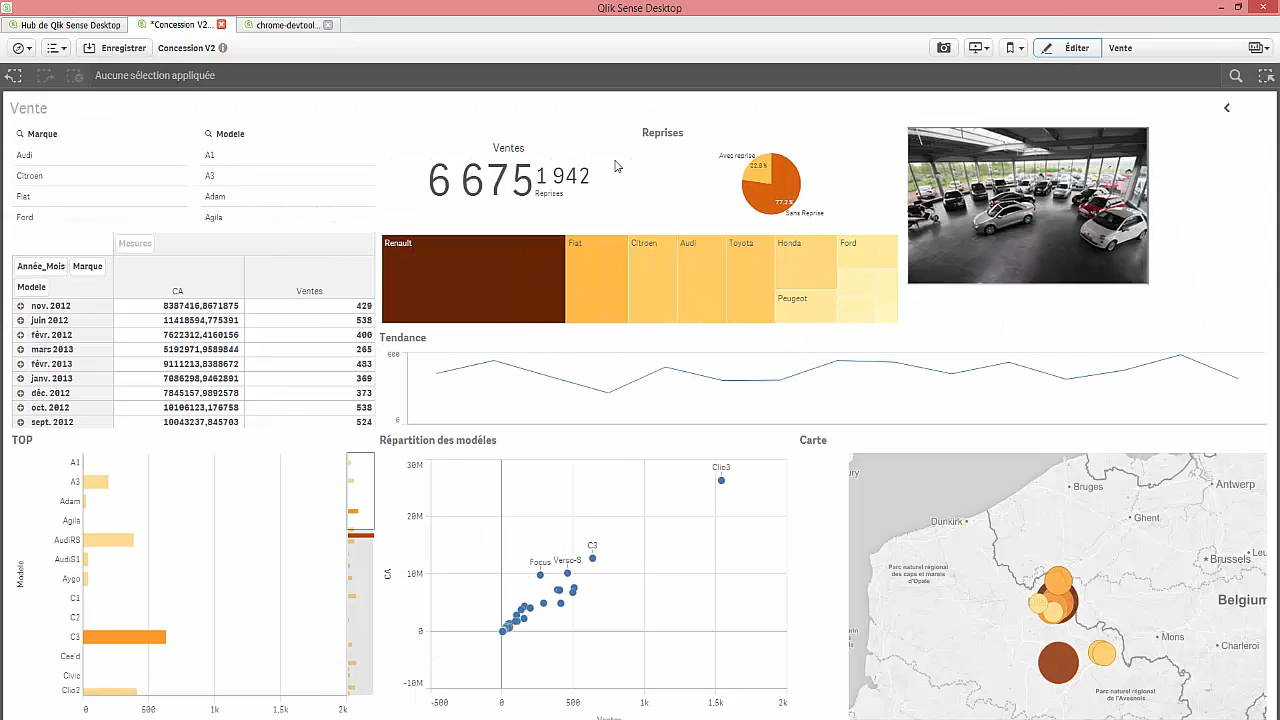 Qlik Sense Desktop
Hub de Qlik Sense Desktop
*Concession V2...
chrome-devtool...
Enregistrer
Concession V2
Éditer
Vente
Aucune sélection appliquée
Vente
Marque
Audi
Citroen
Fiat
Ford
Modele
A1
A3
Adam
Agila
Ventes
6 675
1 942
Reprises
Reprises
Avec reprise
22.8%
77.2%
Sans Reprise
Mesures
Année_Mois Marque
Modele
CA Ventes
nov. 2012 8387416,8671875 429
juin 2012 11418594,775391 538
févr. 2012 7622312,4160156 400
mars 2013 5192971,9589844 265
févr. 2013 9111213,8388672 483
janv. 2013 7086298,9462891 369
déc. 2012 7845157,9892578 373
oct. 2012 10106123,176758 538
sept. 2012 10043237,845703 524
Renault
Fiat
Citroen
Audi
Toyota
Honda
Peugeot
Ford
Tendance
600
0
TOP
Modele
A1
A3
Adam
Agila
AudiRS
AudiS1
Aygo
C1
C2
C3
Cee'd
Civic
Clio2
0 500 1k 1.5k 2k
Répartition des modéles
CA
30M
20M
10M
0
-10M
Clio3
C3
Focus
Verso-S
-500 0 500 1k 1.5k 2k
Ventes
Carte
Bruges
Antwerp
Dunkirk
Ghent
Brussels
Parc naturel régional
des caps et marais
d'Opale
Belgium
Mons
Charleroi
Parc naturel
régional
de l'Avesnois